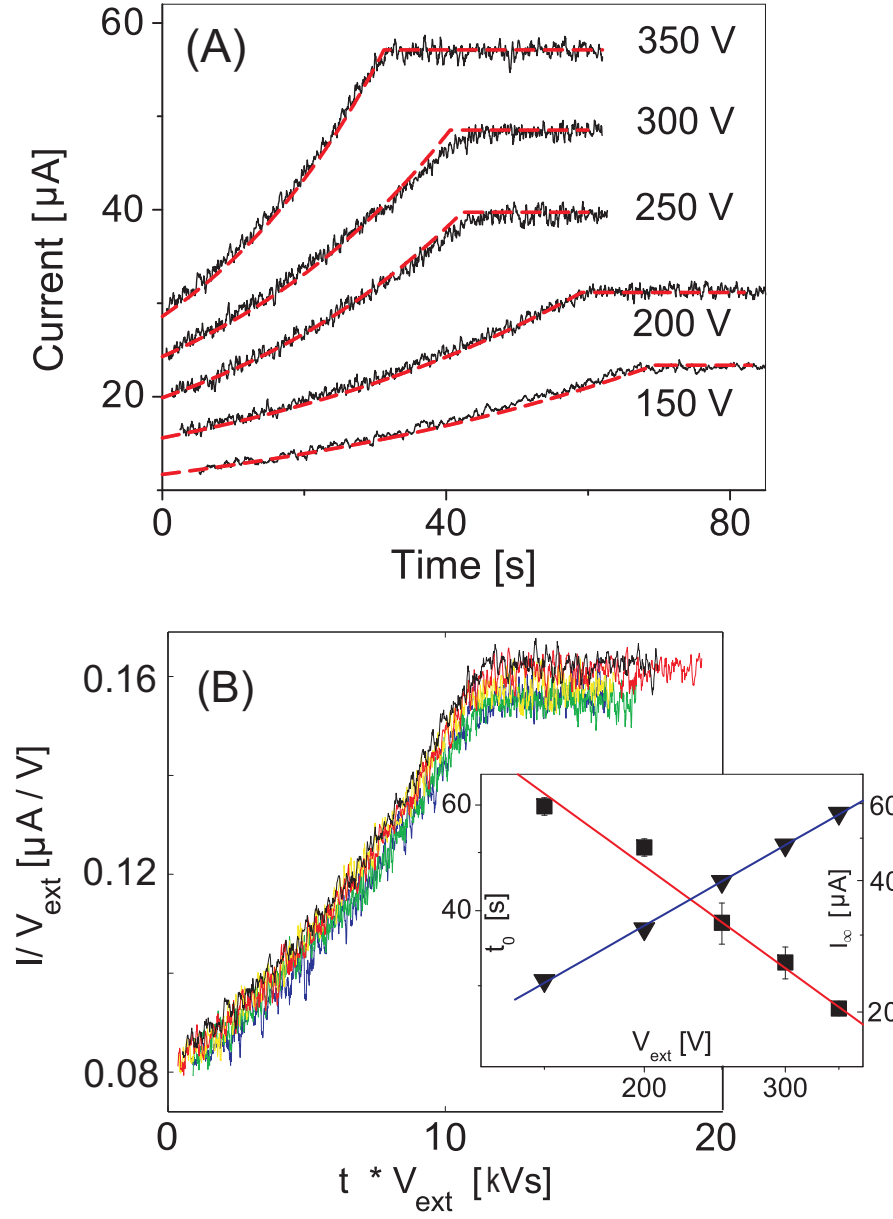 (A)
350 V
300 V
250 V
200 V
150 V
60
40
20
Current [µA]
0
40
80
Time [s]
(B)
0.16
0.12
0.08
I/ V_ext [µA / V]
0
10
20
t * V_ext [kVs]
60
40
t_0 [s]
60
40
20
I_∞ [µA]
V_ext [V]
200
300